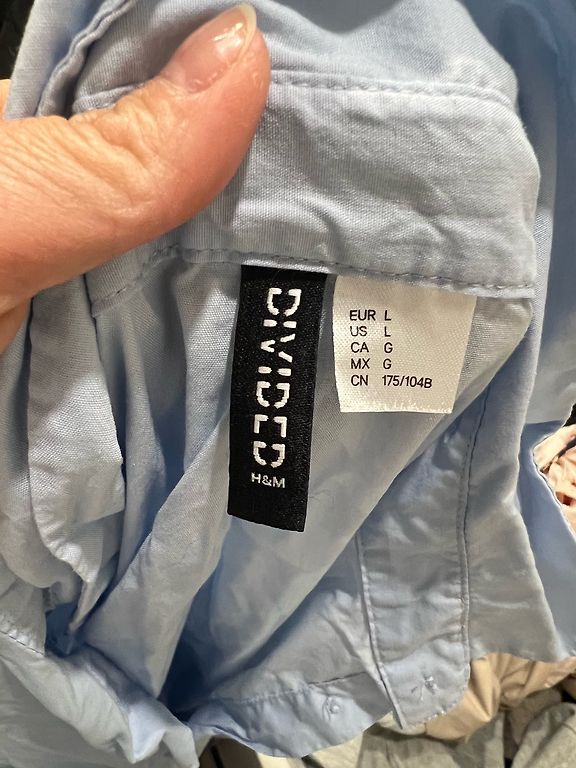 DIVIDED
H&M
EUR L
US L
CA G
MX G
CN 175/104B